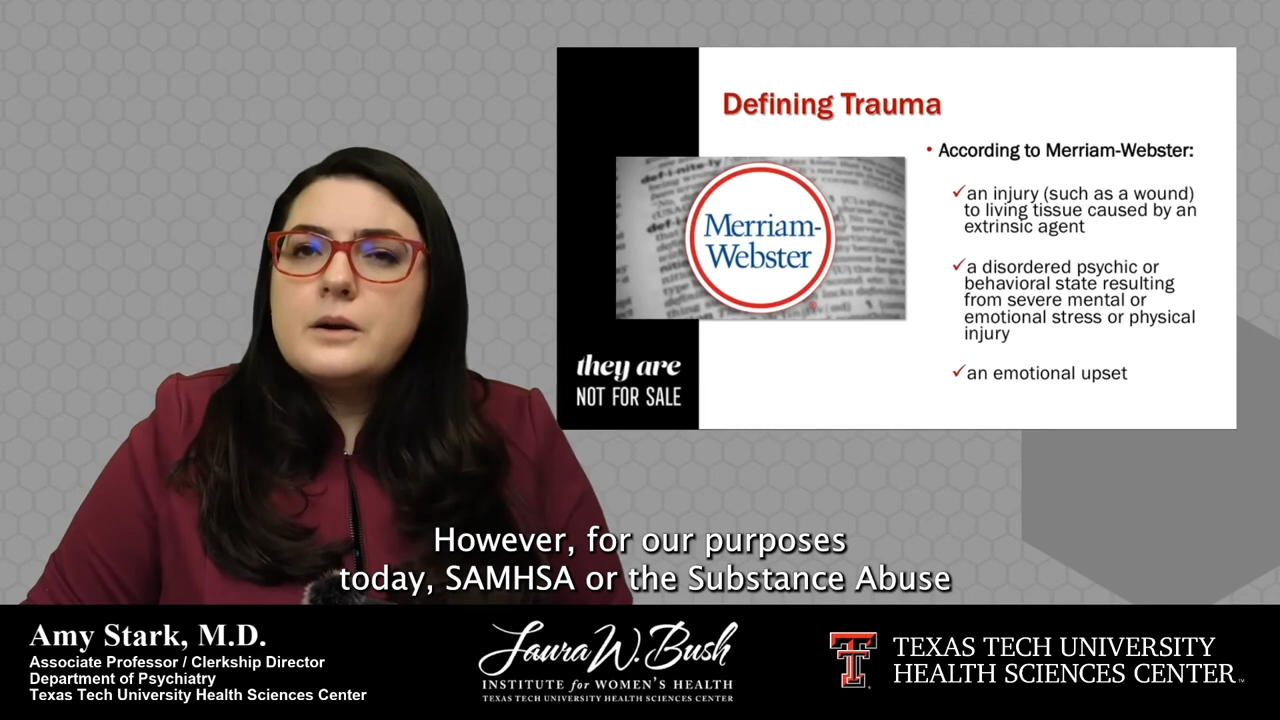 Defining Trauma
• According to Merriam-Webster:
✓an injury (such as a wound)
to living tissue caused by an
extrinsic agent
✓a disordered psychic or
behavioral state resulting
from severe mental or
emotional stress or physical
injury
✓an emotional upset
def·i·nite·ly
Merriam-
Webster
they are
NOT FOR SALE
However, for our purposes
today, SAMHSA or the Substance Abuse
Amy Stark, M.D.
Associate Professor / Clerkship Director
Department of Psychiatry
Texas Tech University Health Sciences Center
Laura W. Bush
INSTITUTE for WOMEN'S HEALTH
TEXAS TECH UNIVERSITY HEALTH SCIENCES CENTER
TEXAS TECH UNIVERSITY
HEALTH SCIENCES CENTER™